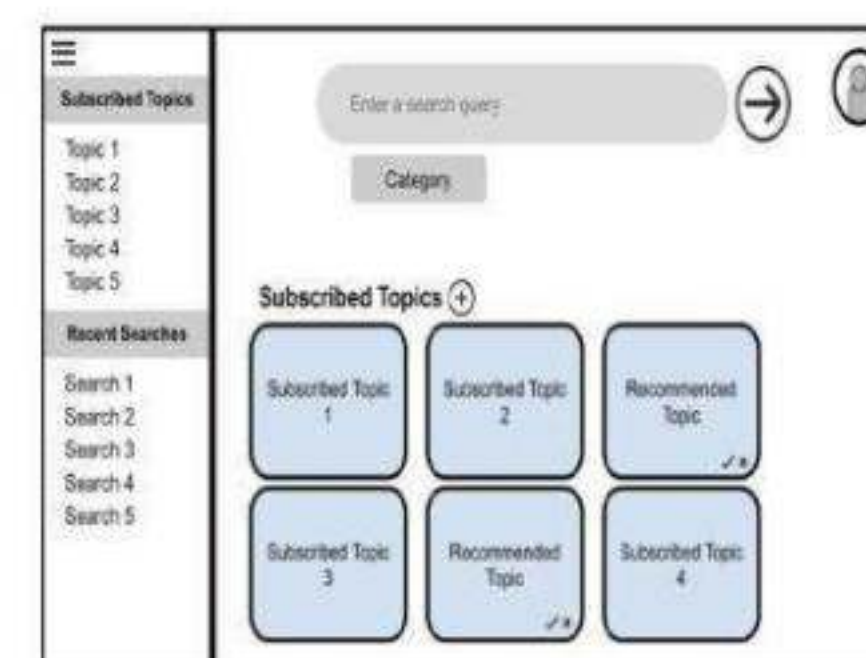 Subscribed Topics
Topic 1
Topic 2
Topic 3
Topic 4
Topic 5
Recent Searches
Search 1
Search 2
Search 3
Search 4
Search 5
Enter a search query
Category
Subscribed Topics
Subscribed Topic
1
Subscribed Topic
2
Recommended
Topic
Subscribed Topic
3
Recommended
Topic
Subscribed Topic
4